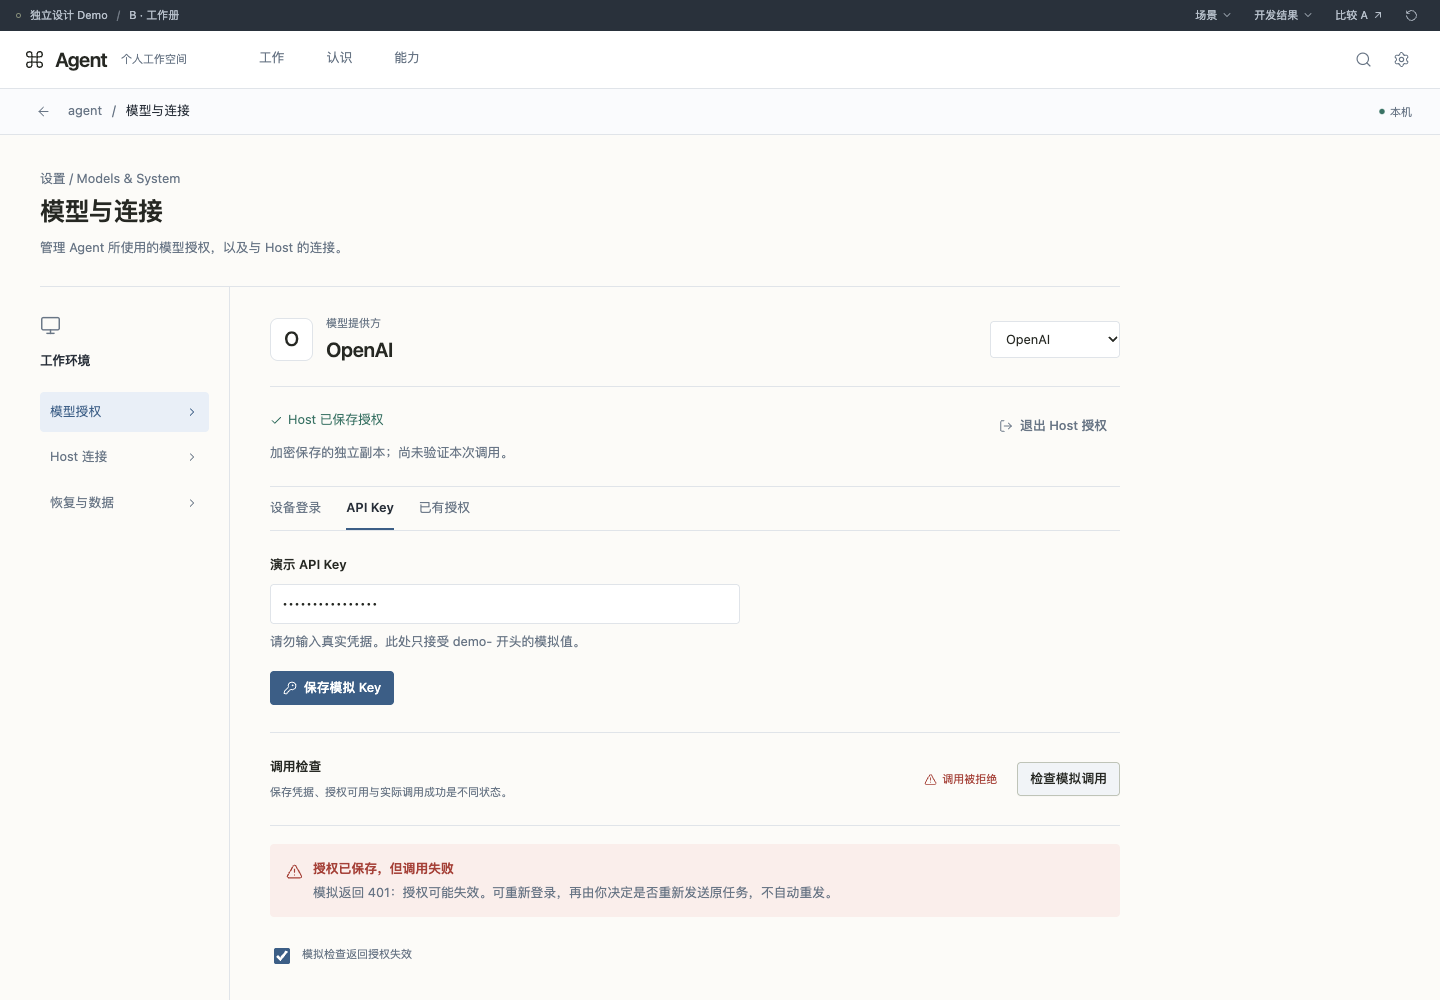 独立设计 Demo / B · 工作册
场景
开发结果
比较 A
Agent
个人工作空间
工作
认识
能力
agent / 模型与连接
本机
设置 / Models & System
模型与连接
管理 Agent 所使用的模型授权，以及与 Host 的连接。
工作环境
模型授权
Host 连接
恢复与数据
O
模型提供方
OpenAI
OpenAI
Host 已保存授权
加密保存的独立副本；尚未验证本次调用。
退出 Host 授权
设备登录
API Key
已有授权
演示 API Key
••••••••••••••••
请勿输入真实凭据。此处只接受 demo- 开头的模拟值。
保存模拟 Key
调用检查
保存凭据、授权可用与实际调用成功是不同状态。
调用被拒绝
检查模拟调用
授权已保存，但调用失败
模拟返回 401：授权可能失效。可重新登录，再由你决定是否重新发送原任务，不自动重发。
模拟检查返回授权失效